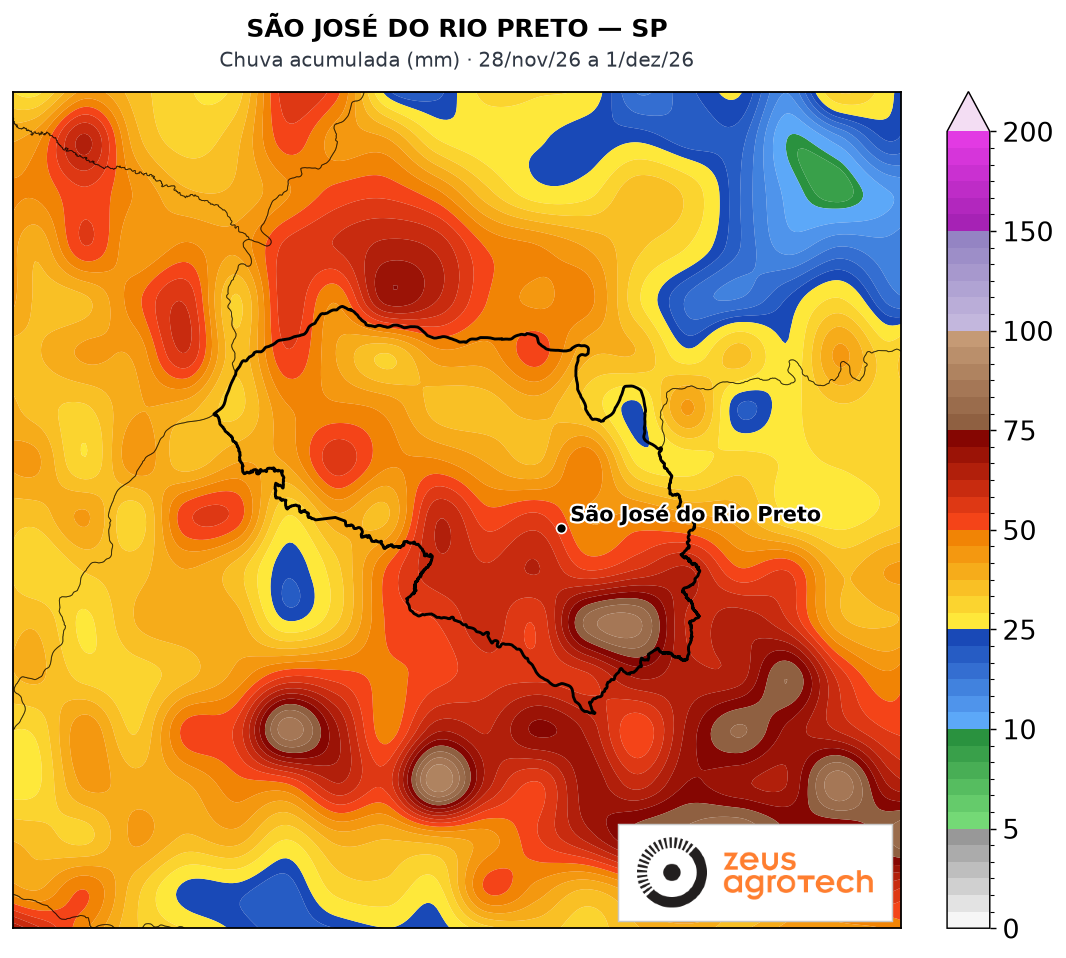 SÃO JOSÉ DO RIO PRETO — SP
Chuva acumulada (mm) · 28/nov/26 a 1/dez/26
200
150
100
75
50
25
10
5
0
São José do Rio Preto
zeus
agrotech